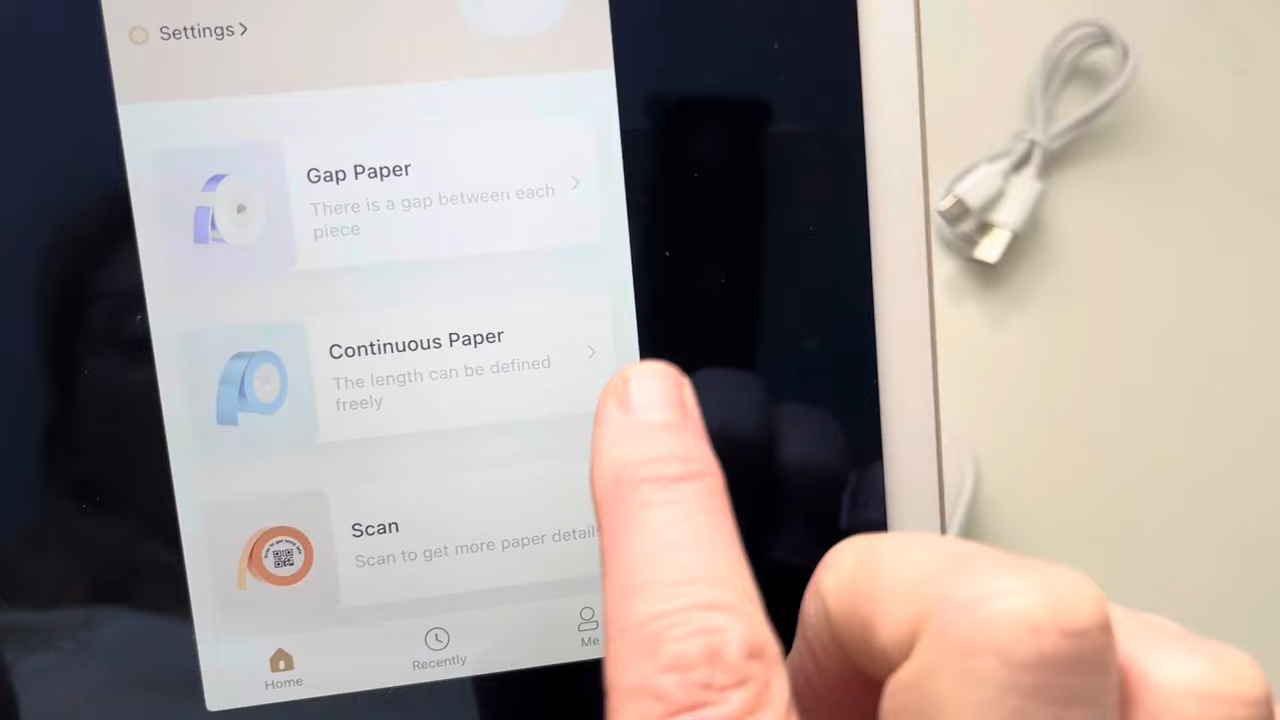 Settings
Gap Paper
There is a gap between each
piece
Continuous Paper
The length can be defined
freely
Scan
Scan to get more paper detail
Home
Recently
Me